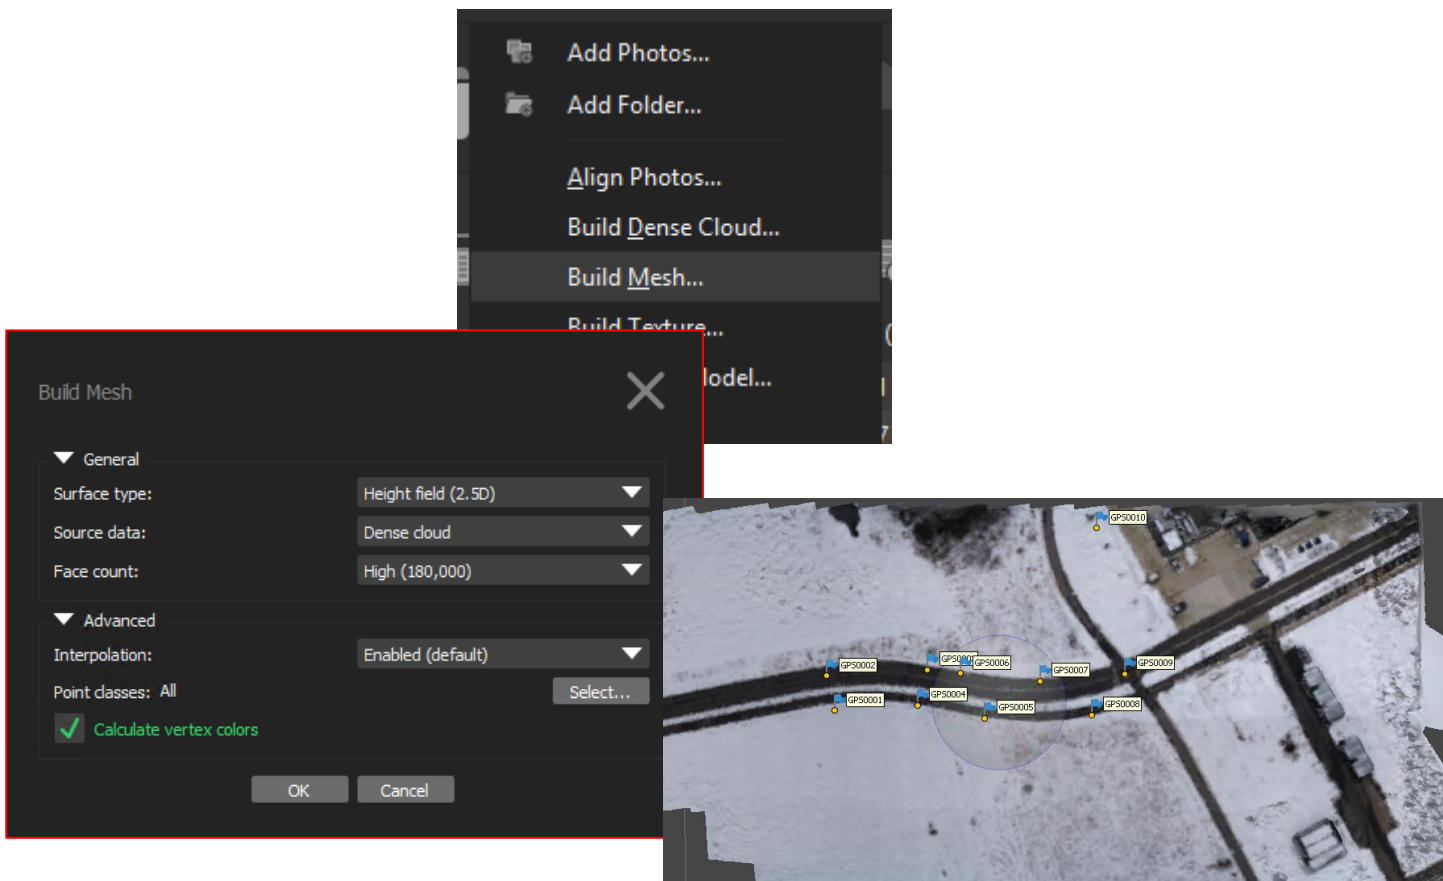 Add Photos...
Add Folder...
Align Photos...
Build Dense Cloud...
Build Mesh...
Build Texture...
Model...
Build Mesh
General
Surface type: Height field (2.5D)
Source data: Dense cloud
Face count: High (180,000)
Advanced
Interpolation: Enabled (default)
Point classes: All Select...
Calculate vertex colors
OK Cancel
GPS0010
GPS0002
GPS0006
GPS0007
GPS0009
GPS0001
GPS0004
GPS0005
GPS0008